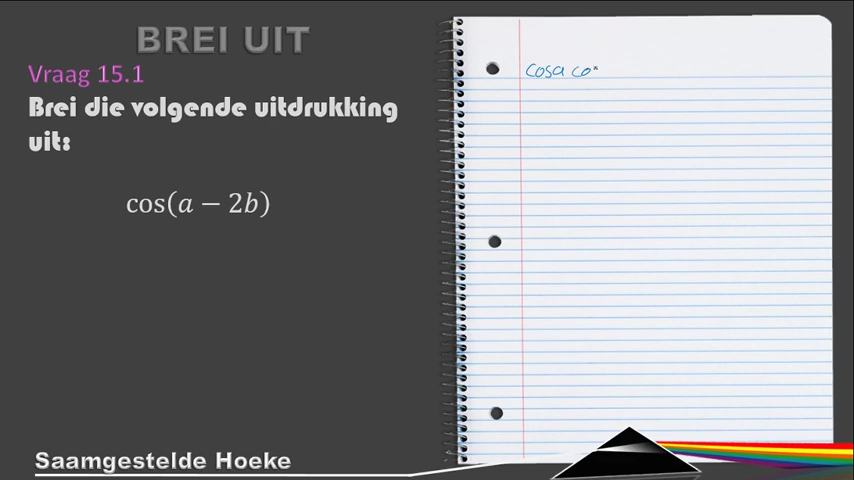 BREI UIT
Vraag 15.1
Brei die volgende uitdrukking
uit:
cos(a − 2b)
cosa co
Saamgestelde Hoeke